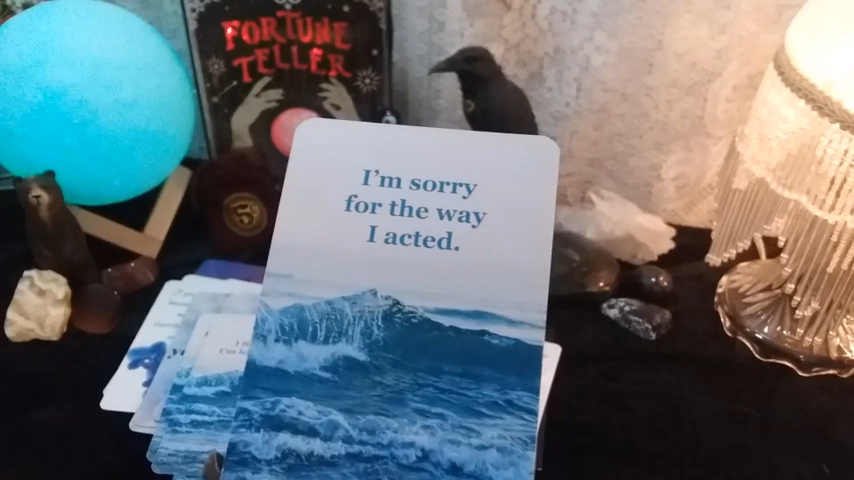 FORTUNE
TELLER
I'm sorry
for the way
I acted.
5